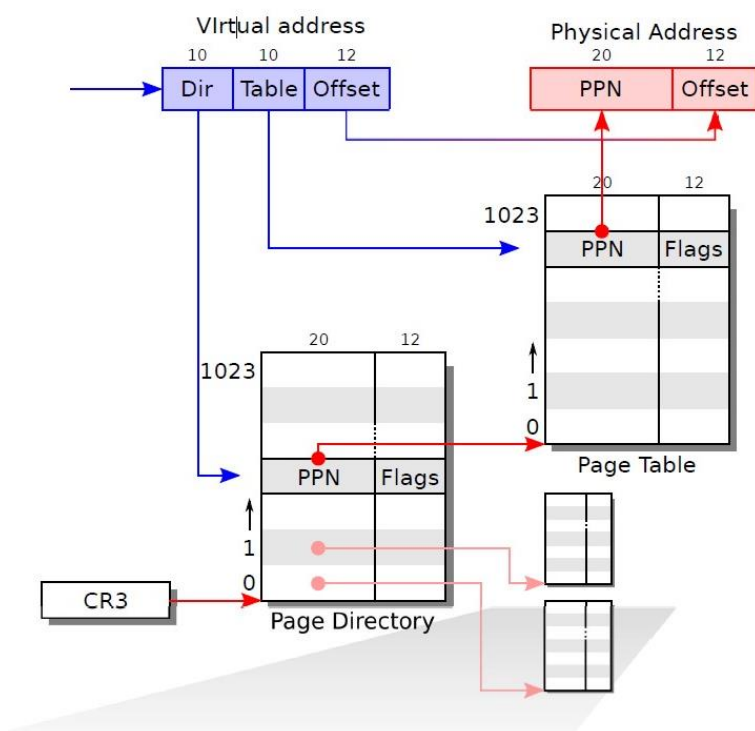 VIrtual address
Physical Address
10 10 12
20 12
Dir Table Offset
PPN Offset
20 12
1023
PPN Flags
20 12
1023
1
0
Page Table
PPN Flags
1
0
CR3
Page Directory